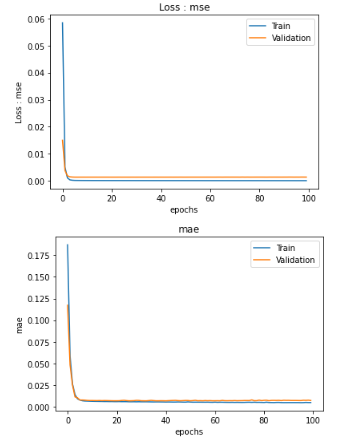 Loss : mse
0.06
Train
Validation
0.05
0.04
Loss : mse
0.03
0.02
0.01
0.00
0 20 40 60 80 100
epochs
mae
0.175
Train
Validation
0.150
0.125
0.100
mae
0.075
0.050
0.025
0.000
0 20 40 60 80 100
epochs